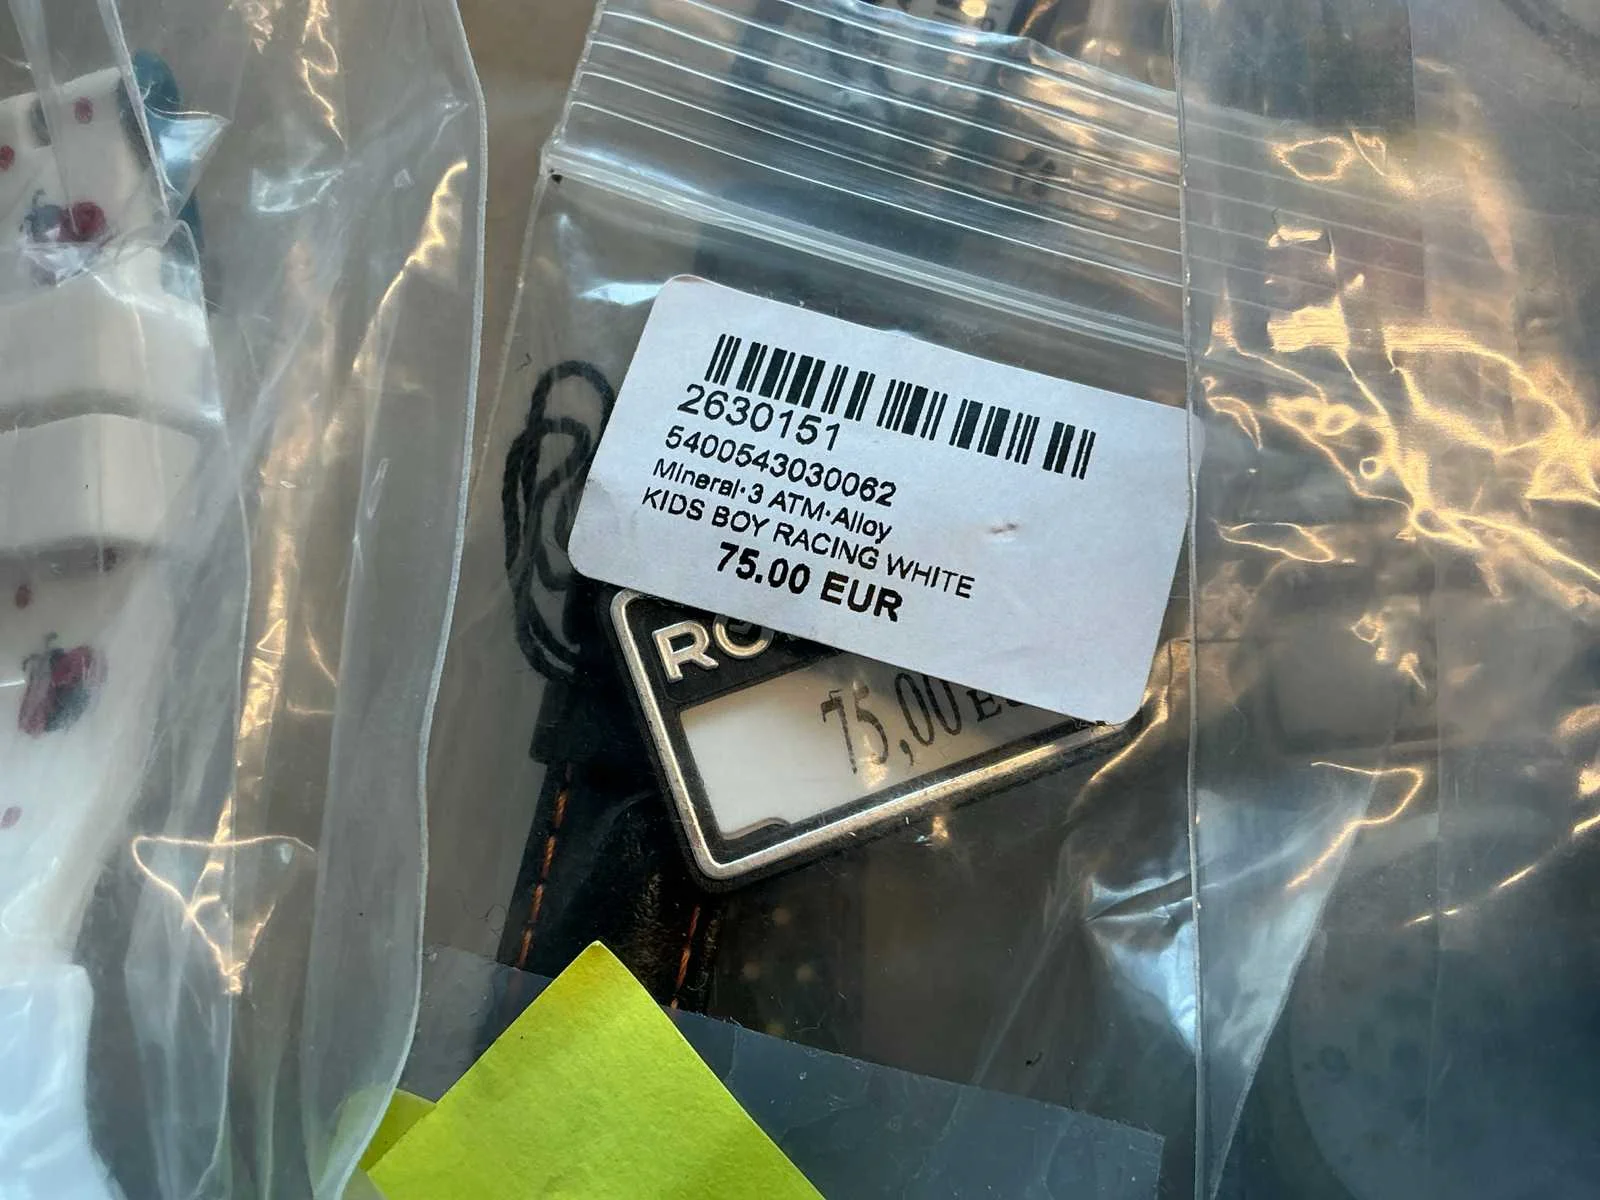 2630151
5400543030062
Mineral·3 ATM·Alloy
KIDS BOY RACING WHITE
75.00 EUR
75,00